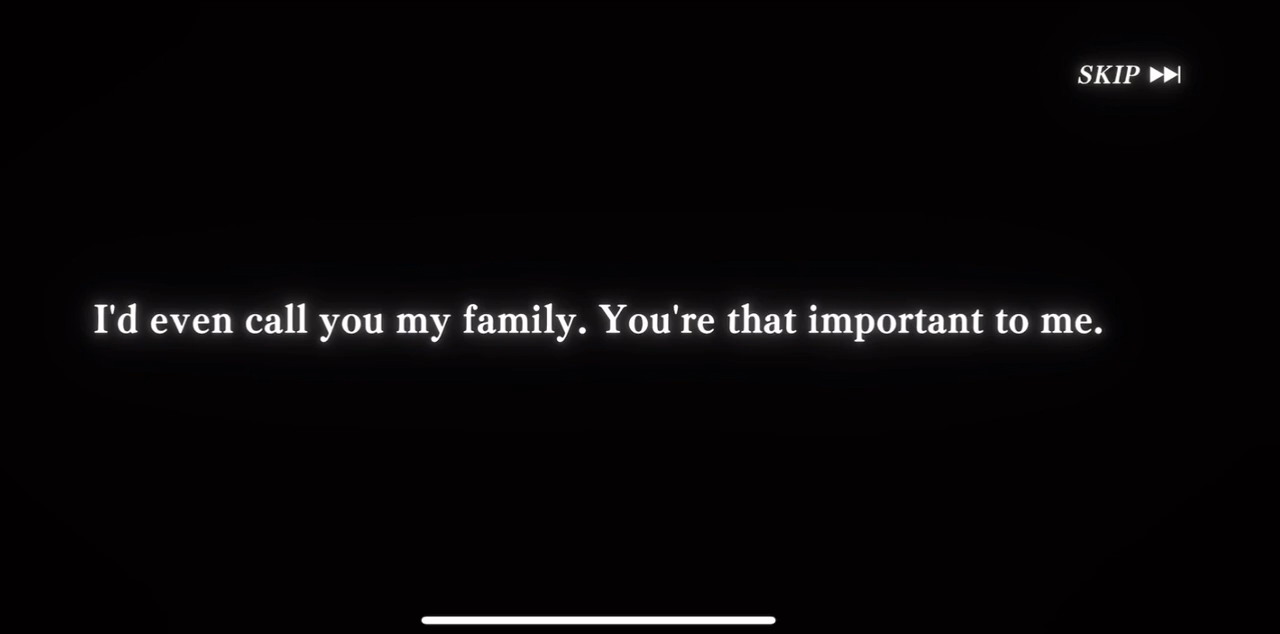 SKIP ▶▶|
I'd even call you my family. You're that important to me.